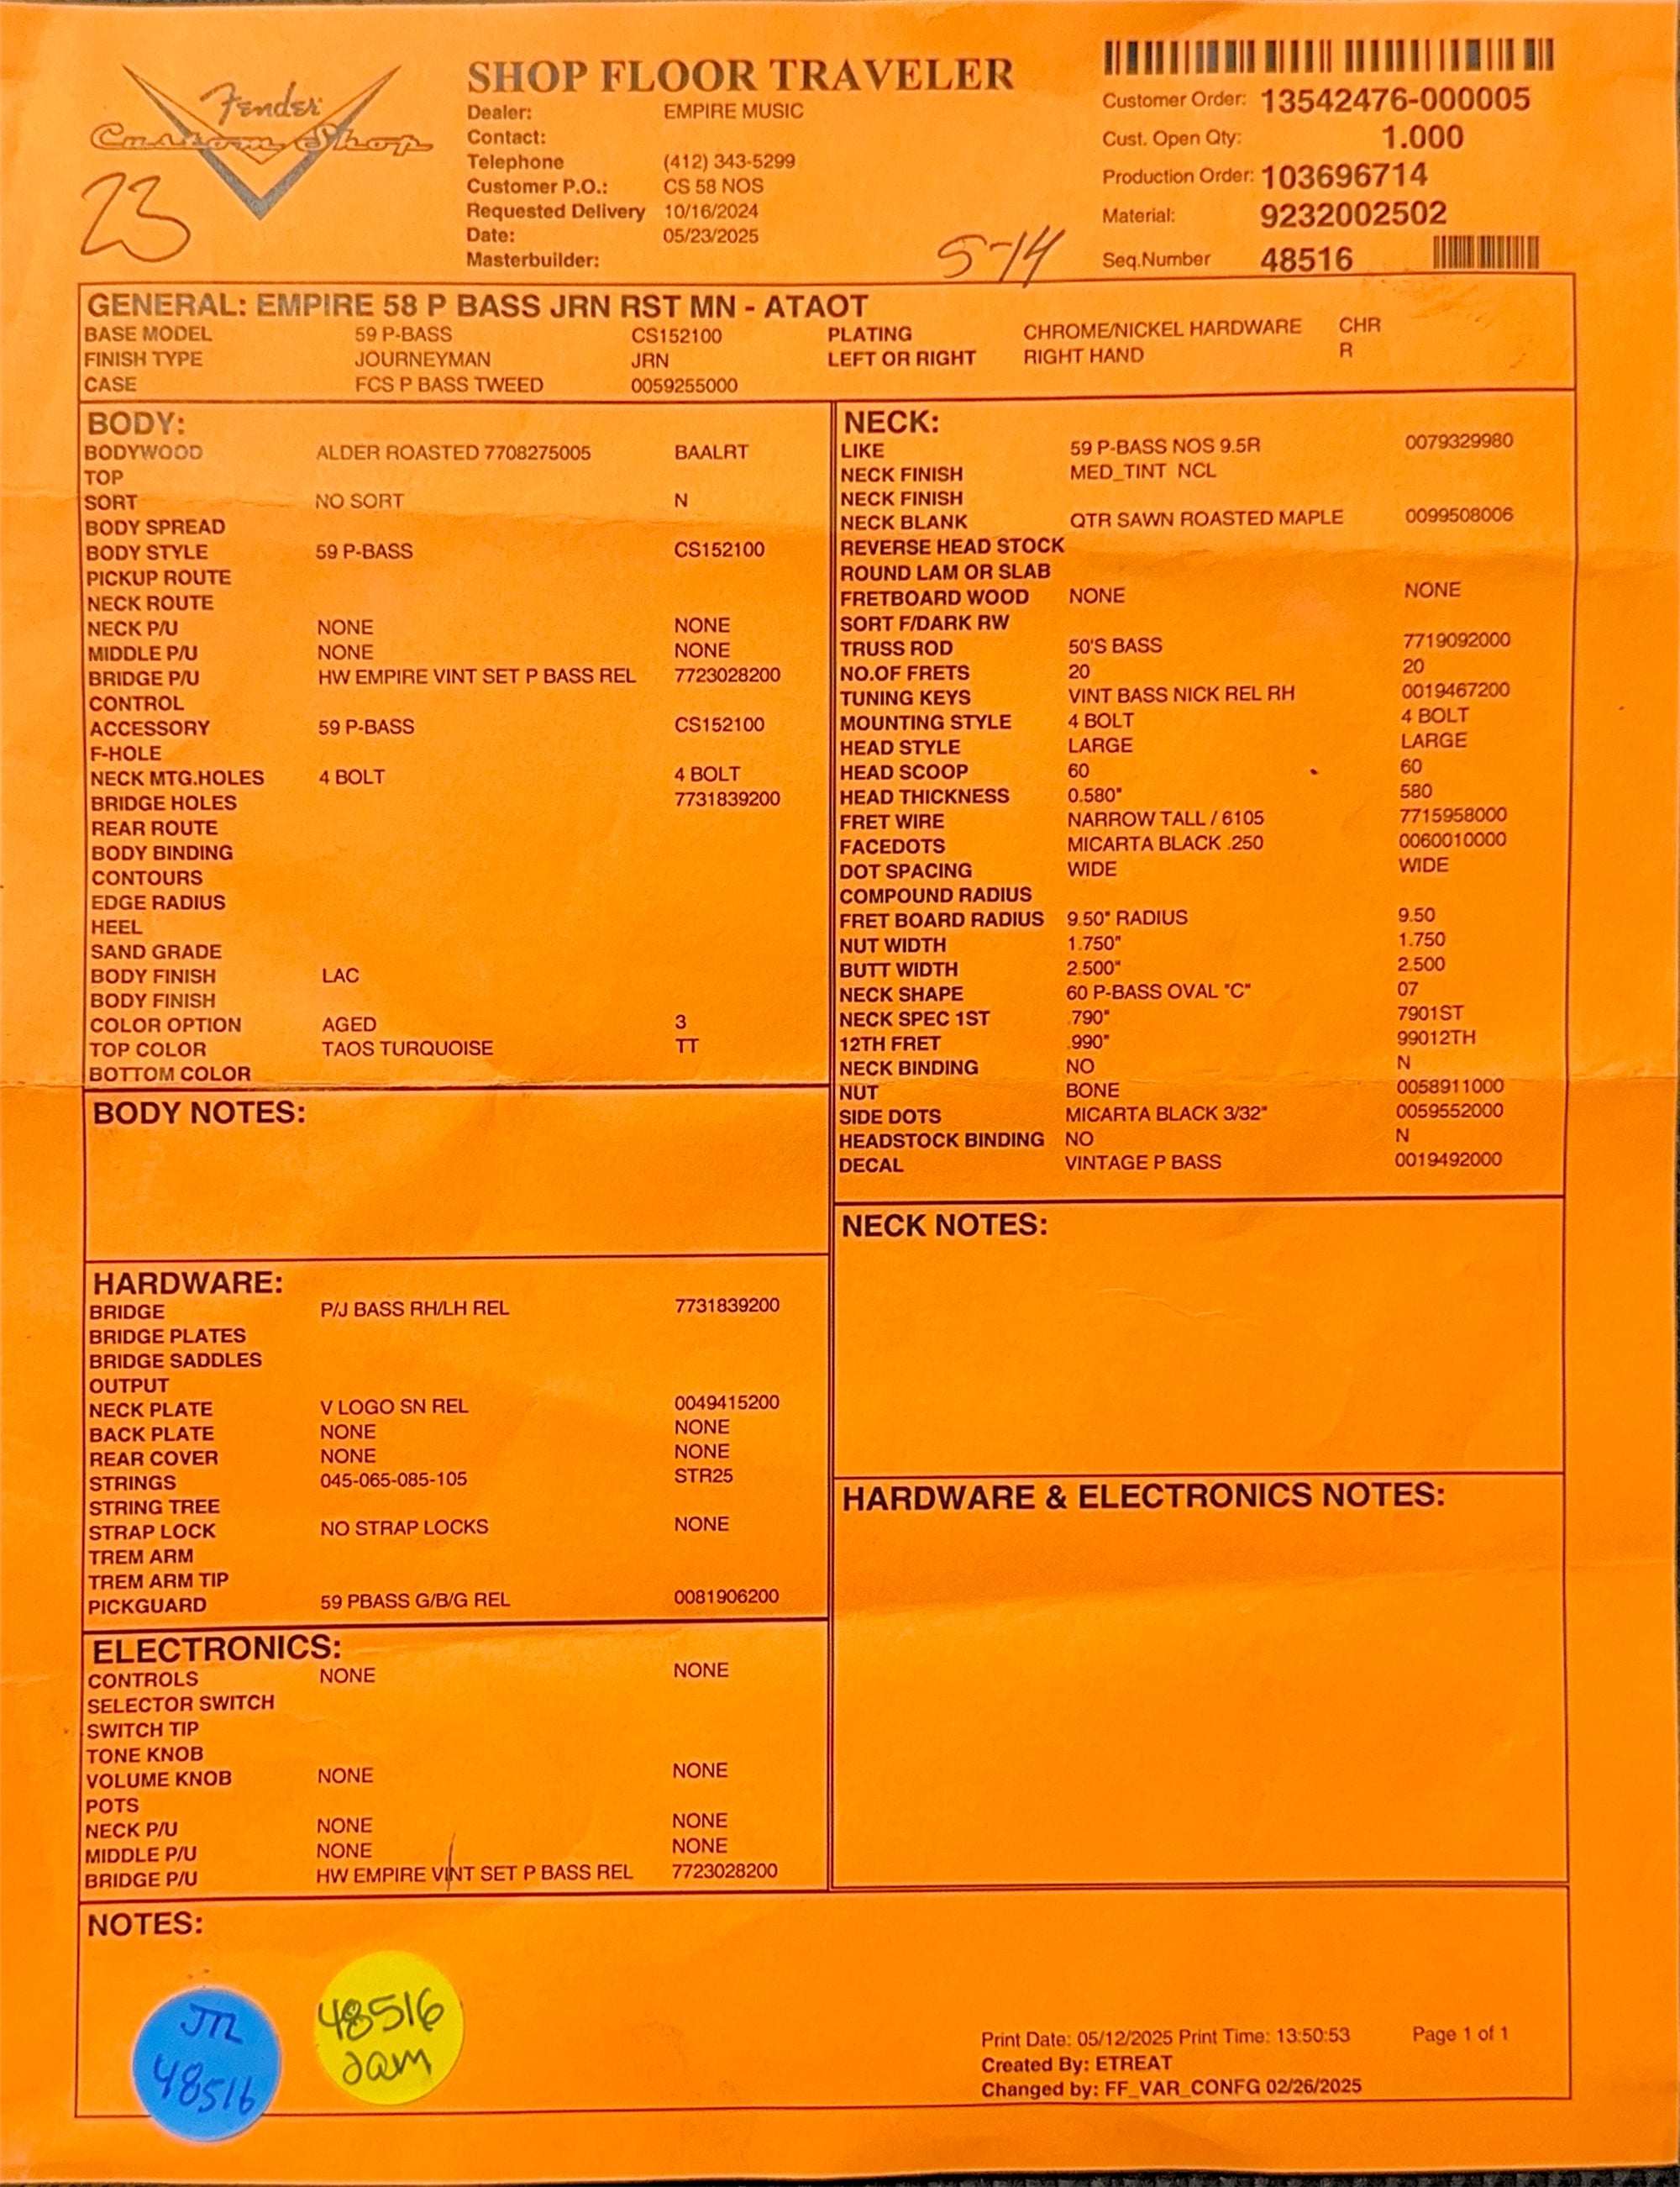 Fender
Custom Shop
23
SHOP FLOOR TRAVELER
Dealer: EMPIRE MUSIC
Contact:
Telephone (412) 343-5299
Customer P.O.: CS 58 NOS
Requested Delivery 10/16/2024
Date: 05/23/2025
Masterbuilder:
5-14
Customer Order: 13542476-000005
Cust. Open Qty: 1.000
Production Order: 103696714
Material: 9232002502
Seq.Number 48516
GENERAL: EMPIRE 58 P BASS JRN RST MN - ATAOT
BASE MODEL 59 P-BASS CS152100 PLATING CHROME/NICKEL HARDWARE CHR
FINISH TYPE JOURNEYMAN JRN LEFT OR RIGHT RIGHT HAND R
CASE FCS P BASS TWEED 0059255000
BODY:
BODYWOOD ALDER ROASTED 7708275005 BAALRT
TOP
SORT NO SORT N
BODY SPREAD
BODY STYLE 59 P-BASS CS152100
PICKUP ROUTE
NECK ROUTE
NECK P/U NONE NONE
MIDDLE P/U NONE NONE
BRIDGE P/U HW EMPIRE VINT SET P BASS REL 7723028200
CONTROL
ACCESSORY 59 P-BASS CS152100
F-HOLE
NECK MTG.HOLES 4 BOLT 4 BOLT
BRIDGE HOLES 7731839200
REAR ROUTE
BODY BINDING
CONTOURS
EDGE RADIUS
HEEL
SAND GRADE
BODY FINISH LAC
BODY FINISH
COLOR OPTION AGED 3
TOP COLOR TAOS TURQUOISE TT
BOTTOM COLOR
BODY NOTES:
HARDWARE:
BRIDGE P/J BASS RH/LH REL 7731839200
BRIDGE PLATES
BRIDGE SADDLES
OUTPUT
NECK PLATE V LOGO SN REL 0049415200
BACK PLATE NONE NONE
REAR COVER NONE NONE
STRINGS 045-065-085-105 STR25
STRING TREE
STRAP LOCK NO STRAP LOCKS NONE
TREM ARM
TREM ARM TIP
PICKGUARD 59 PBASS G/B/G REL 0081906200
ELECTRONICS:
CONTROLS NONE NONE
SELECTOR SWITCH
SWITCH TIP
TONE KNOB
VOLUME KNOB NONE NONE
POTS
NECK P/U NONE NONE
MIDDLE P/U NONE NONE
BRIDGE P/U HW EMPIRE VINT SET P BASS REL 7723028200
NECK:
LIKE 59 P-BASS NOS 9.5R 0079329980
NECK FINISH MED_TINT NCL
NECK FINISH
NECK BLANK QTR SAWN ROASTED MAPLE 0099508006
REVERSE HEAD STOCK
ROUND LAM OR SLAB
FRETBOARD WOOD NONE NONE
SORT F/DARK RW
TRUSS ROD 50'S BASS 7719092000
NO.OF FRETS 20 20
TUNING KEYS VINT BASS NICK REL RH 0019467200
MOUNTING STYLE 4 BOLT 4 BOLT
HEAD STYLE LARGE LARGE
HEAD SCOOP 60 60
HEAD THICKNESS 0.580" 580
FRET WIRE NARROW TALL / 6105 7715958000
FACEDOTS MICARTA BLACK .250 0060010000
DOT SPACING WIDE WIDE
COMPOUND RADIUS
FRET BOARD RADIUS 9.50" RADIUS 9.50
NUT WIDTH 1.750" 1.750
BUTT WIDTH 2.500" 2.500
NECK SHAPE 60 P-BASS OVAL "C" 07
NECK SPEC 1ST .790" 7901ST
12TH FRET .990" 99012TH
NECK BINDING NO N
NUT BONE 0058911000
SIDE DOTS MICARTA BLACK 3/32" 0059552000
HEADSTOCK BINDING NO N
DECAL VINTAGE P BASS 0019492000
NECK NOTES:
HARDWARE & ELECTRONICS NOTES:
NOTES:
48516
48516
Print Date: 05/12/2025 Print Time: 13:50:53 Page 1 of 1
Created By: ETREAT
Changed by: FF_VAR_CONFG 02/26/2025